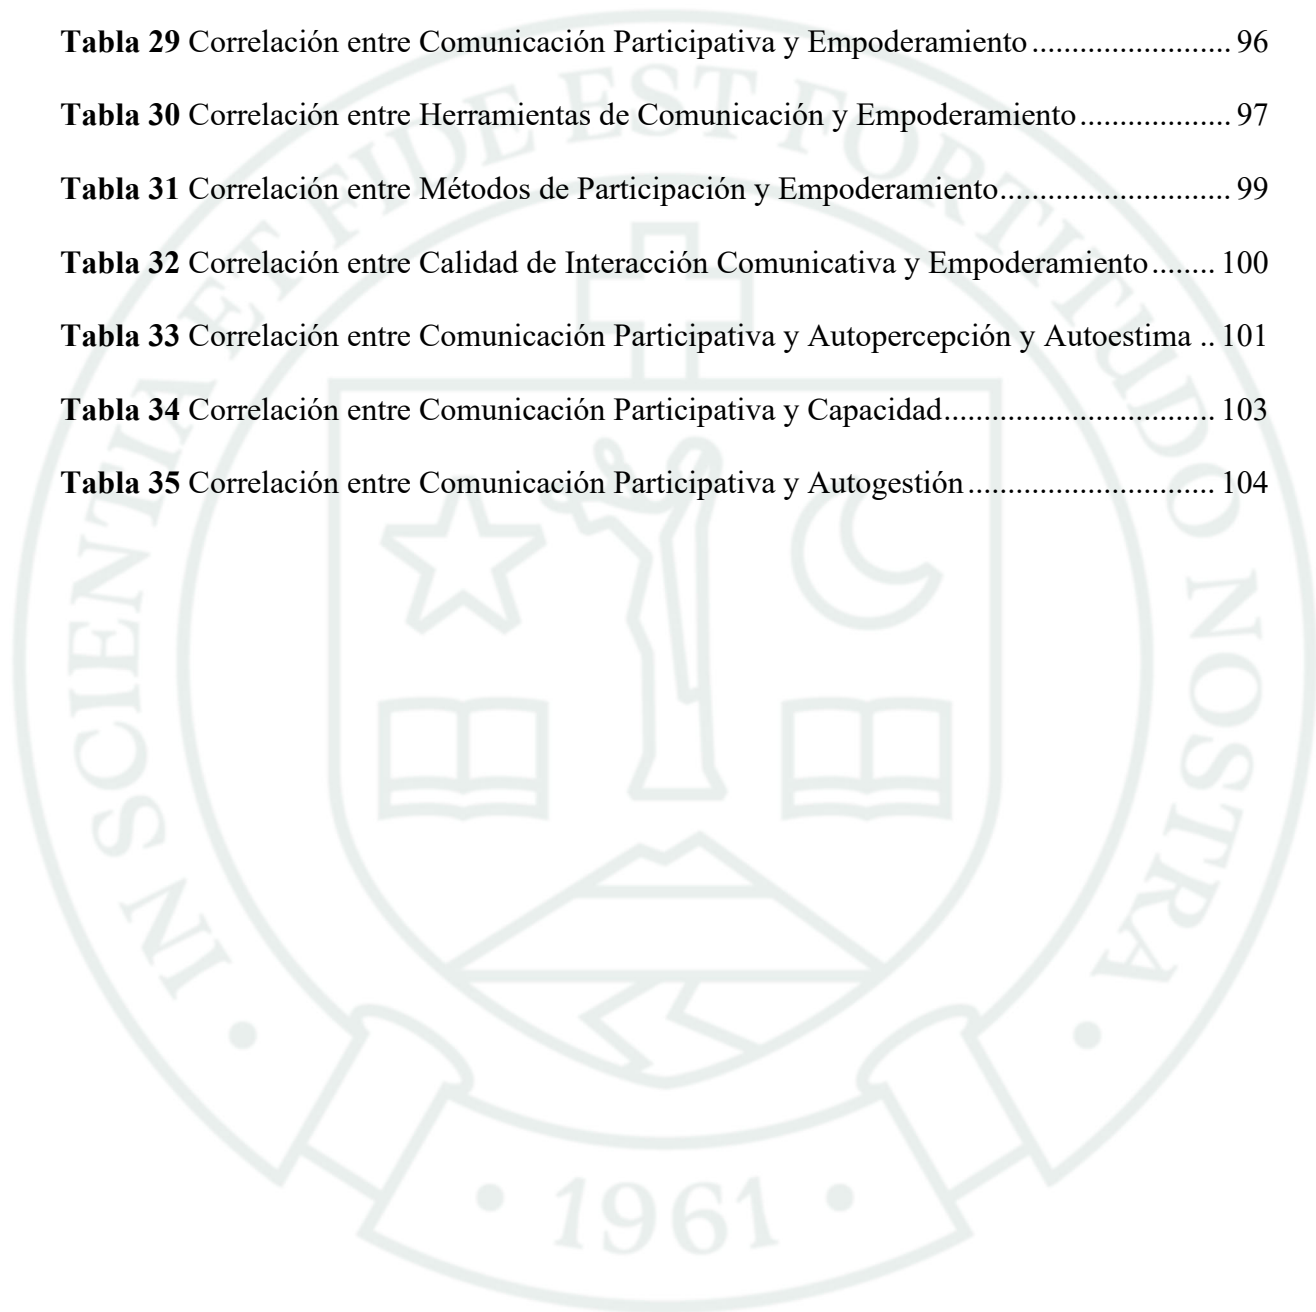 Tabla 29 Correlación entre Comunicación Participativa y Empoderamiento ........................ 96
Tabla 30 Correlación entre Herramientas de Comunicación y Empoderamiento ................... 97
Tabla 31 Correlación entre Métodos de Participación y Empoderamiento ............................. 99
Tabla 32 Correlación entre Calidad de Interacción Comunicativa y Empoderamiento ........ 100
Tabla 33 Correlación entre Comunicación Participativa y Autopercepción y Autoestima .. 101
Tabla 34 Correlación entre Comunicación Participativa y Capacidad .................................. 103
Tabla 35 Correlación entre Comunicación Participativa y Autogestión ............................... 104
IN SCIENTIA ET FIDE EST FORTITUDO NOSTRA
• 1961 •